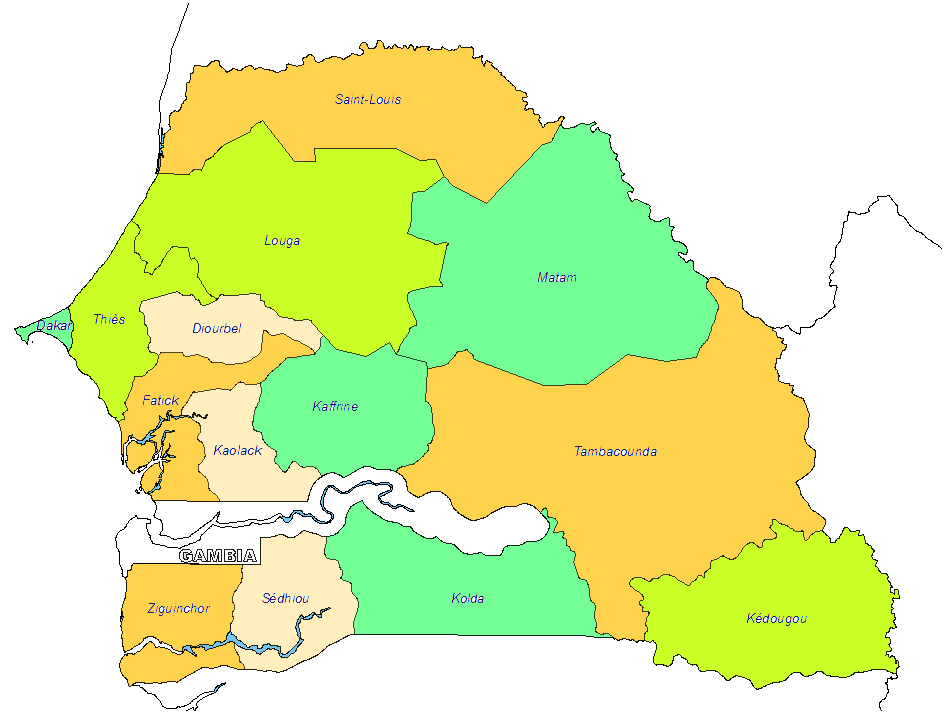 Saint-Louis
Louga
Matam
Dakar
Thiès
Diourbel
Fatick
Kaffrine
Kaolack
Tambacounda
GAMBIA
Ziguinchor
Sédhiou
Kolda
Kédougou